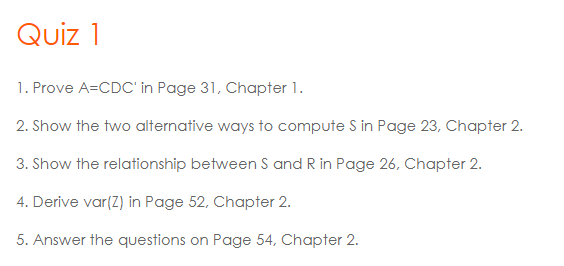 Quiz 1
1. Prove A=CDC' in Page 31, Chapter 1.
2. Show the two alternative ways to compute S in Page 23, Chapter 2.
3. Show the relationship between S and R in Page 26, Chapter 2.
4. Derive var(Z) in Page 52, Chapter 2.
5. Answer the questions on Page 54, Chapter 2.